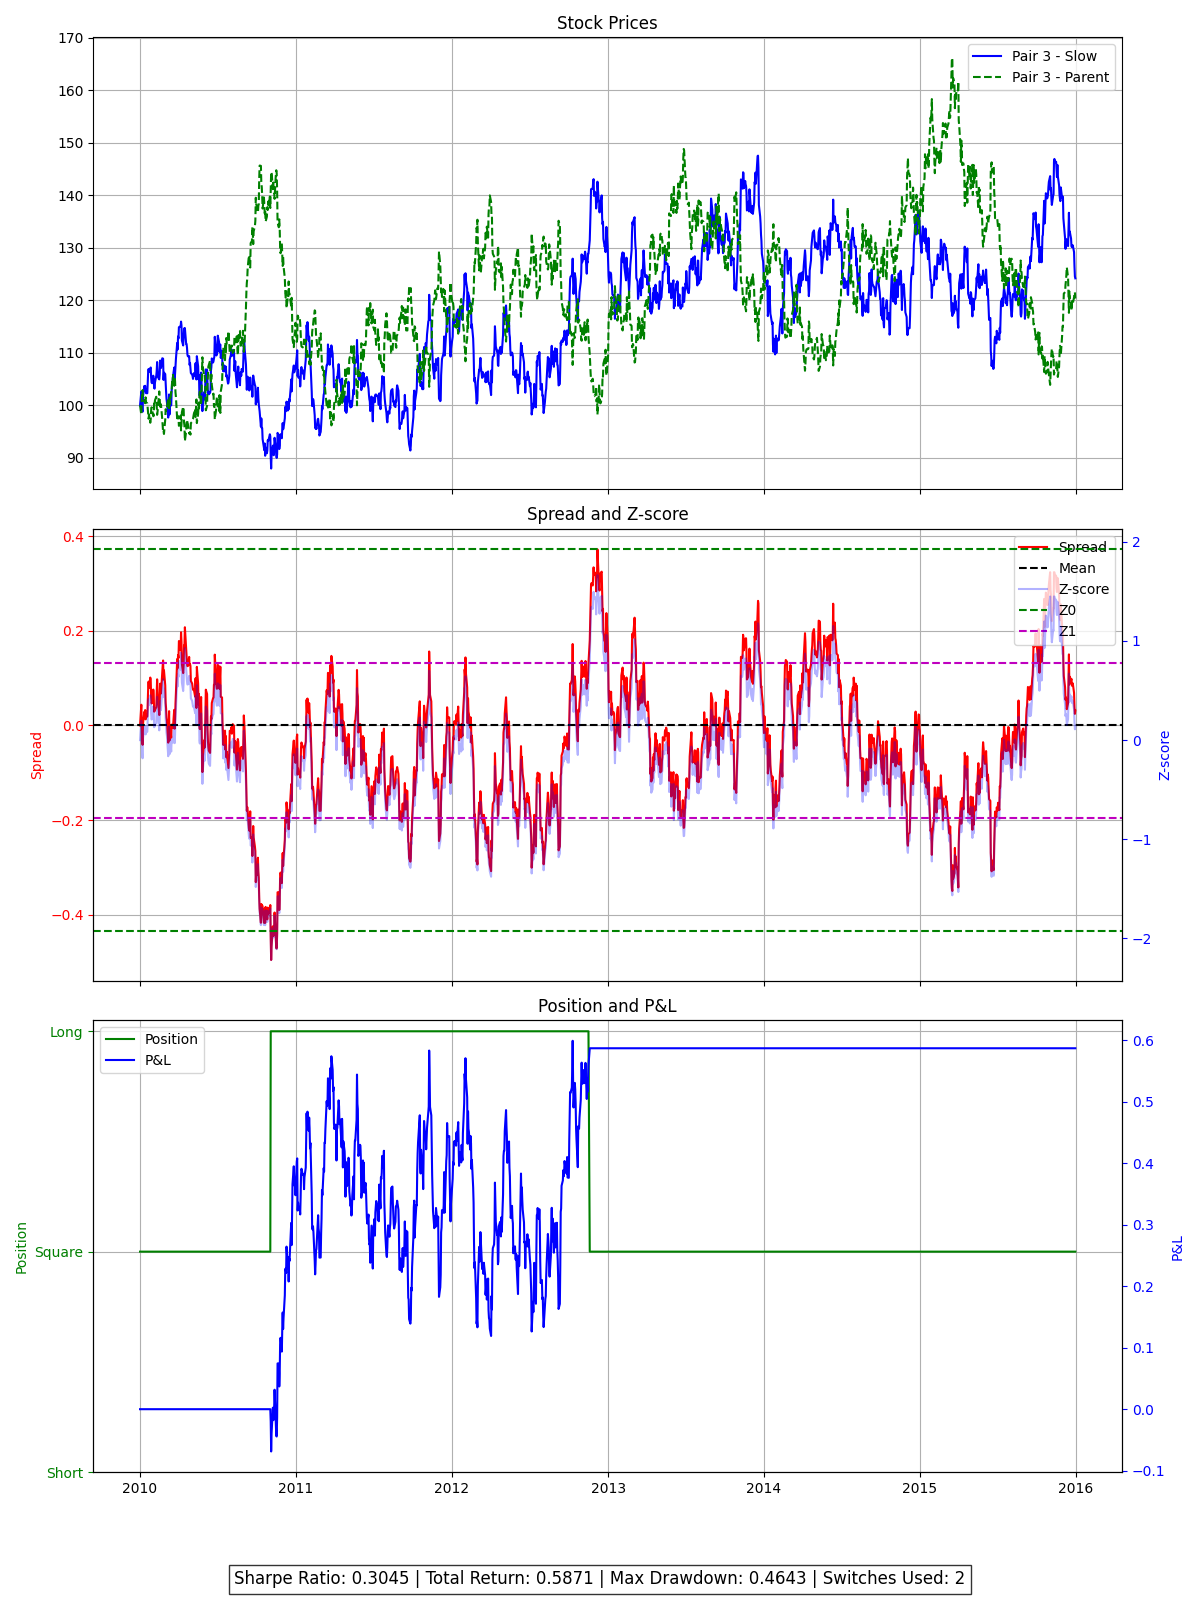 Stock Prices
170
160
150
140
130
120
110
100
90
Pair 3 - Slow
Pair 3 - Parent
Spread and Z-score
Spread
0.4
0.2
0.0
−0.2
−0.4
Spread
Mean
Z-score
Z0
Z1
2
1
0
−1
−2
Z-score
Position and P&L
Position
Long
Square
Short
Position
P&L
0.6
0.5
0.4
0.3
0.2
0.1
0.0
−0.1
P&L
2010 2011 2012 2013 2014 2015 2016
Sharpe Ratio: 0.3045 | Total Return: 0.5871 | Max Drawdown: 0.4643 | Switches Used: 2